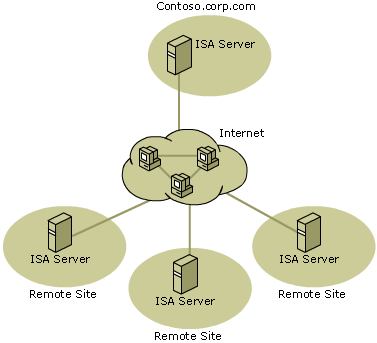 Contoso.corp.com
ISA Server
Internet
ISA Server
Remote Site
ISA Server
Remote Site
ISA Server
Remote Site